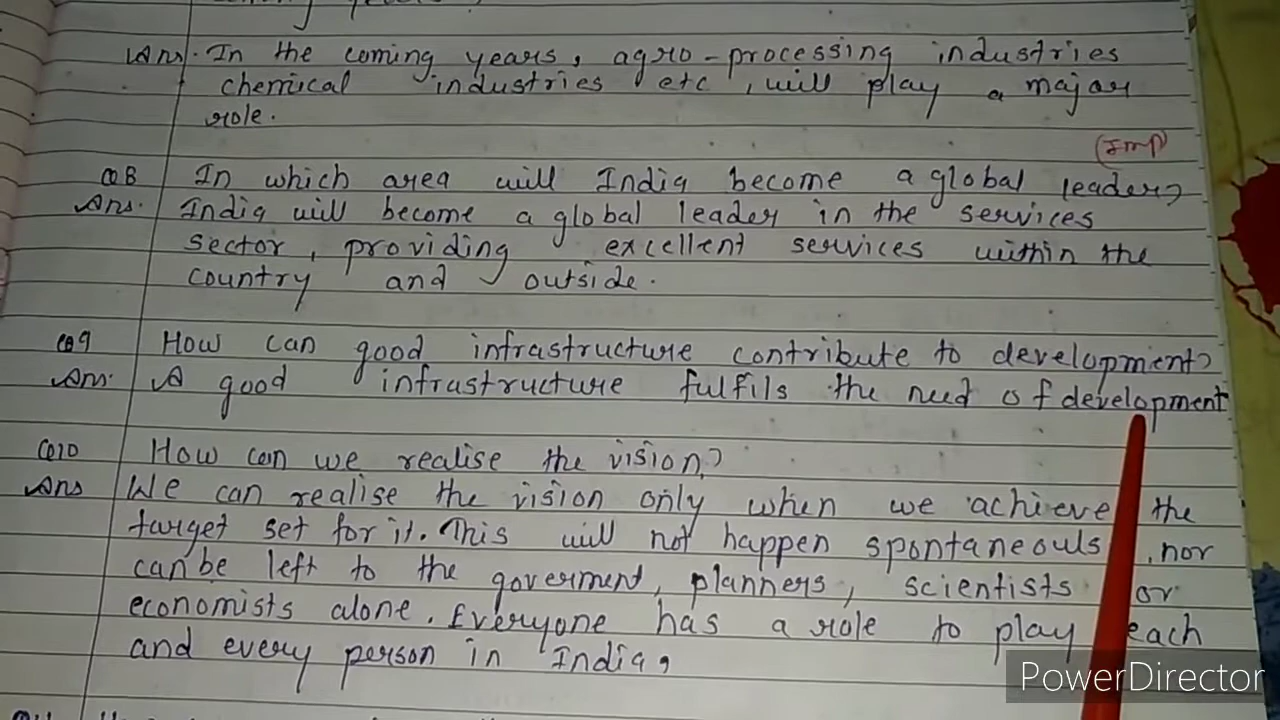 Ans. In the coming years, agro-processing industries
chemical industries etc, will play a major
role.
(Imp)
Q8 In which area will India become a global leader?
Ans. India will become a global leader in the services
sector, providing excellent services within the
country and outside.
Q9 How can good infrastructure contribute to development?
Ans. A good infrastructure fulfils the need of development
Q10 How can we realise the vision?
Ans We can realise the vision only when we achieve the
target set for it. This will not happen spontaneouls, nor
can be left to the goverment, planners, scientists or
economists alone. Everyone has a role to play each
and every person in India,
PowerDirector